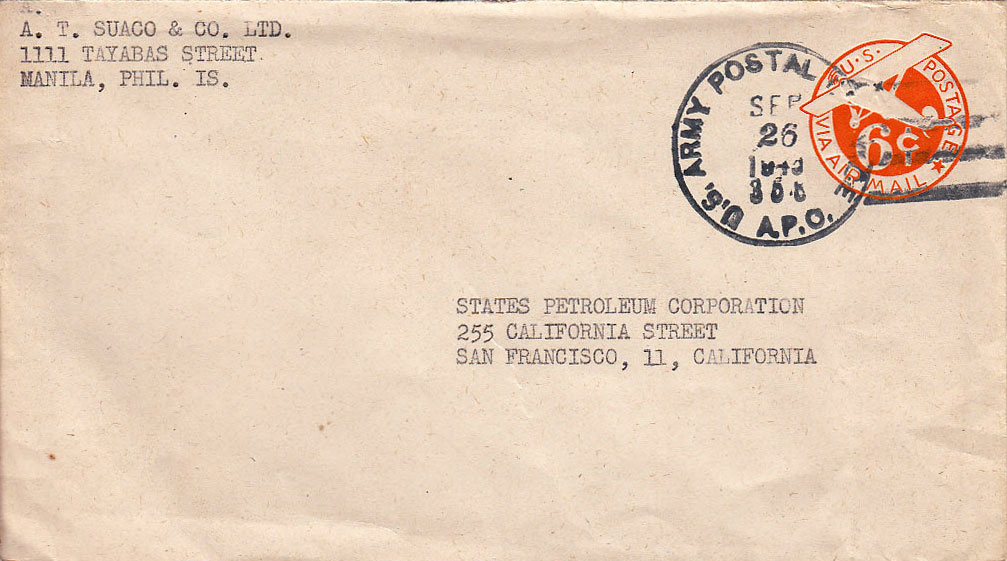 A. T. SUACO & CO. LTD.
1111 TAYABAS STREET
MANILA, PHIL. IS.
U.S. ARMY POSTAL
SEP
26
A.P.O.
U.S. POSTAGE
6¢
VIA AIR MAIL
STATES PETROLEUM CORPORATION
255 CALIFORNIA STREET
SAN FRANCISCO, 11, CALIFORNIA